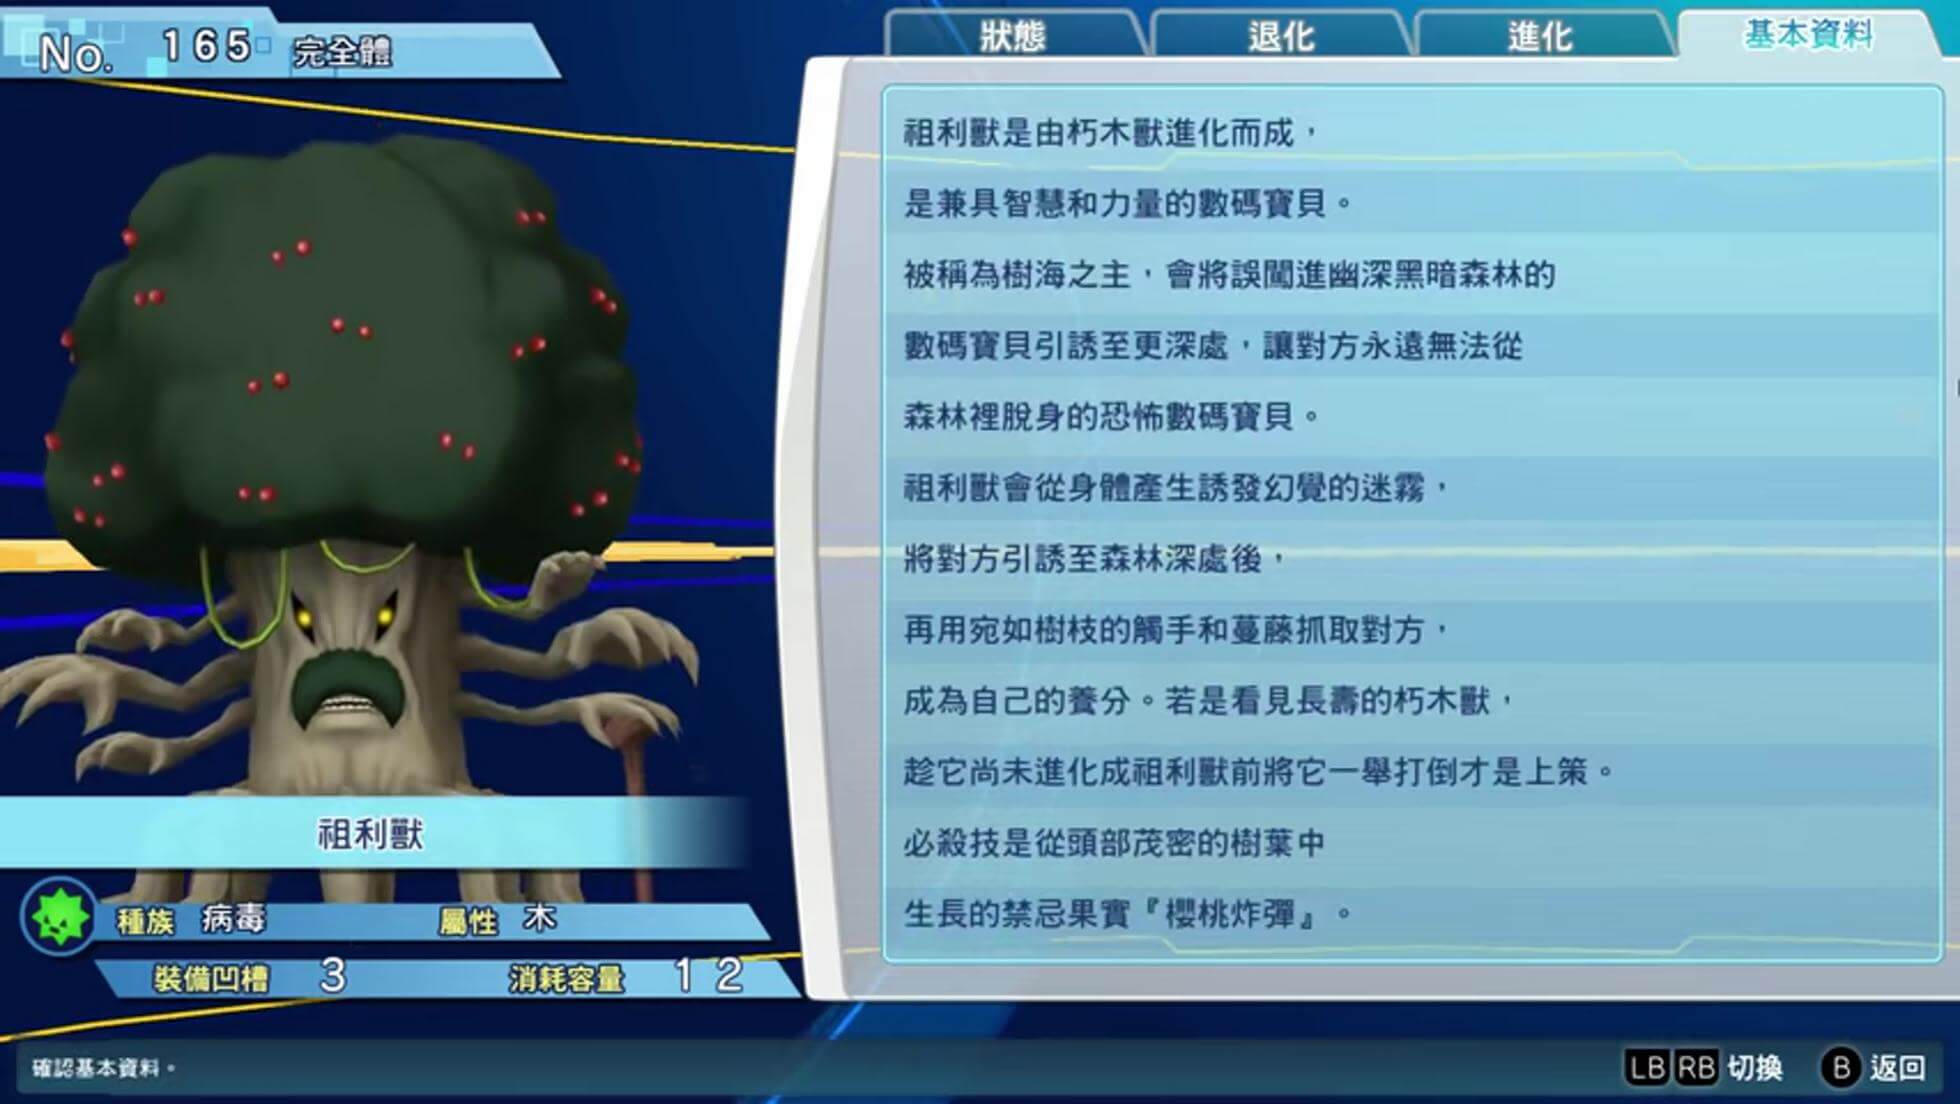 No. 165 完全體
狀態 退化 進化 基本資料
祖利獸是由朽木獸進化而成，
是兼具智慧和力量的數碼寶貝。
被稱為樹海之主，會將誤闖進幽深黑暗森林的
數碼寶貝引誘至更深處，讓對方永遠無法從
森林裡脫身的恐怖數碼寶貝。
祖利獸會從身體產生誘發幻覺的迷霧，
將對方引誘至森林深處後，
再用宛如樹枝的觸手和蔓藤抓取對方，
成為自己的養分。若是看見長壽的朽木獸，
趁它尚未進化成祖利獸前將它一舉打倒才是上策。
必殺技是從頭部茂密的樹葉中
生長的禁忌果實『櫻桃炸彈』。
祖利獸
種族 病毒 屬性 木
裝備凹槽 3 消耗容量 12
確認基本資料。
LB RB 切換 B 返回